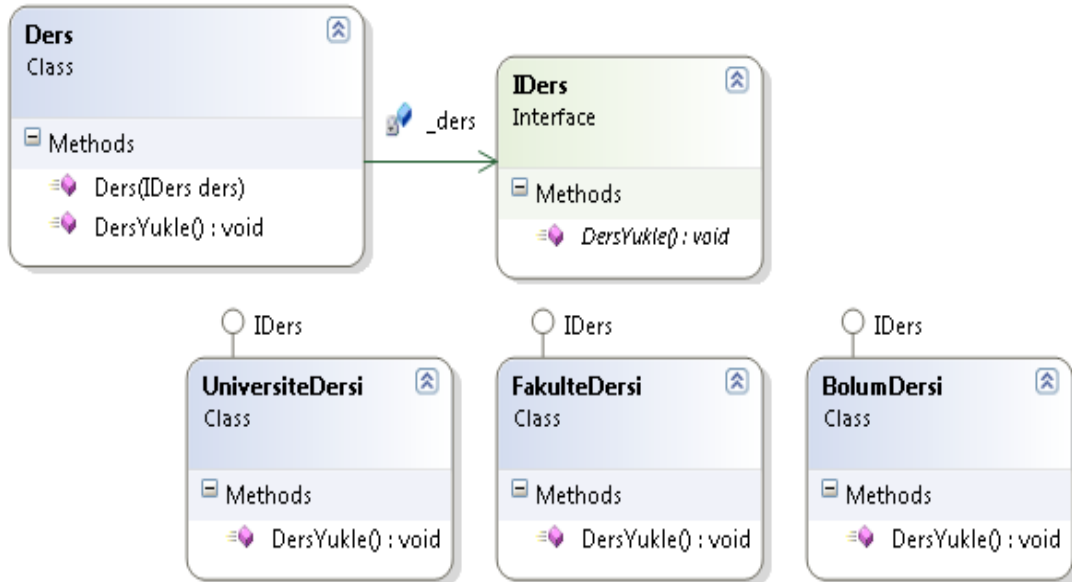 Ders
Class
Methods
Ders(IDers ders)
DersYukle() : void
_ders
IDers
Interface
Methods
DersYukle() : void
IDers
UniversiteDersi
Class
Methods
DersYukle() : void
IDers
FakulteDersi
Class
Methods
DersYukle() : void
IDers
BolumDersi
Class
Methods
DersYukle() : void